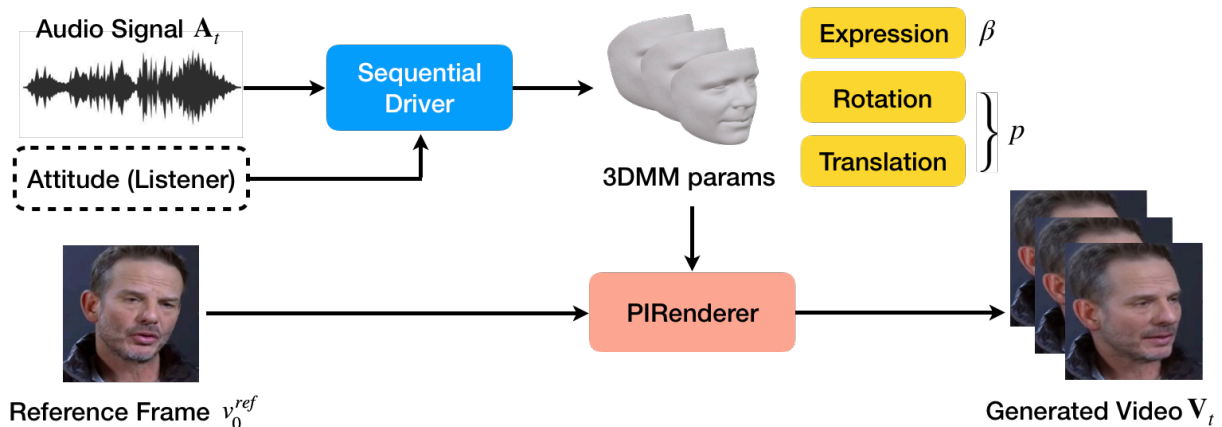 Audio Signal A_t
Sequential
Driver
Attitude (Listener)
3DMM params
Expression β
Rotation
Translation
} p
PIRenderer
Reference Frame v_0^{ref}
Generated Video V_t